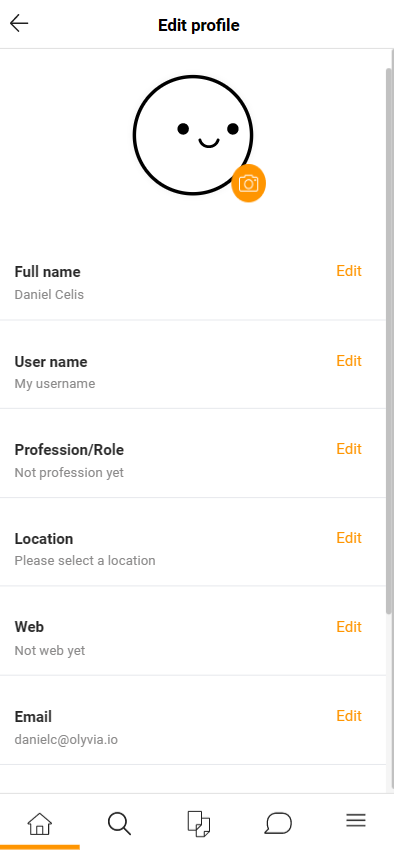 Edit profile
Full name
Edit
Daniel Celis
User name
Edit
My username
Profession/Role
Edit
Not profession yet
Location
Edit
Please select a location
Web
Edit
Not web yet
Email
Edit
danielc@olyvia.io